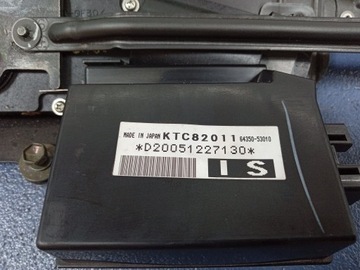 MADE IN JAPAN KTC82011 64350-53010
*D20051227130*
IS